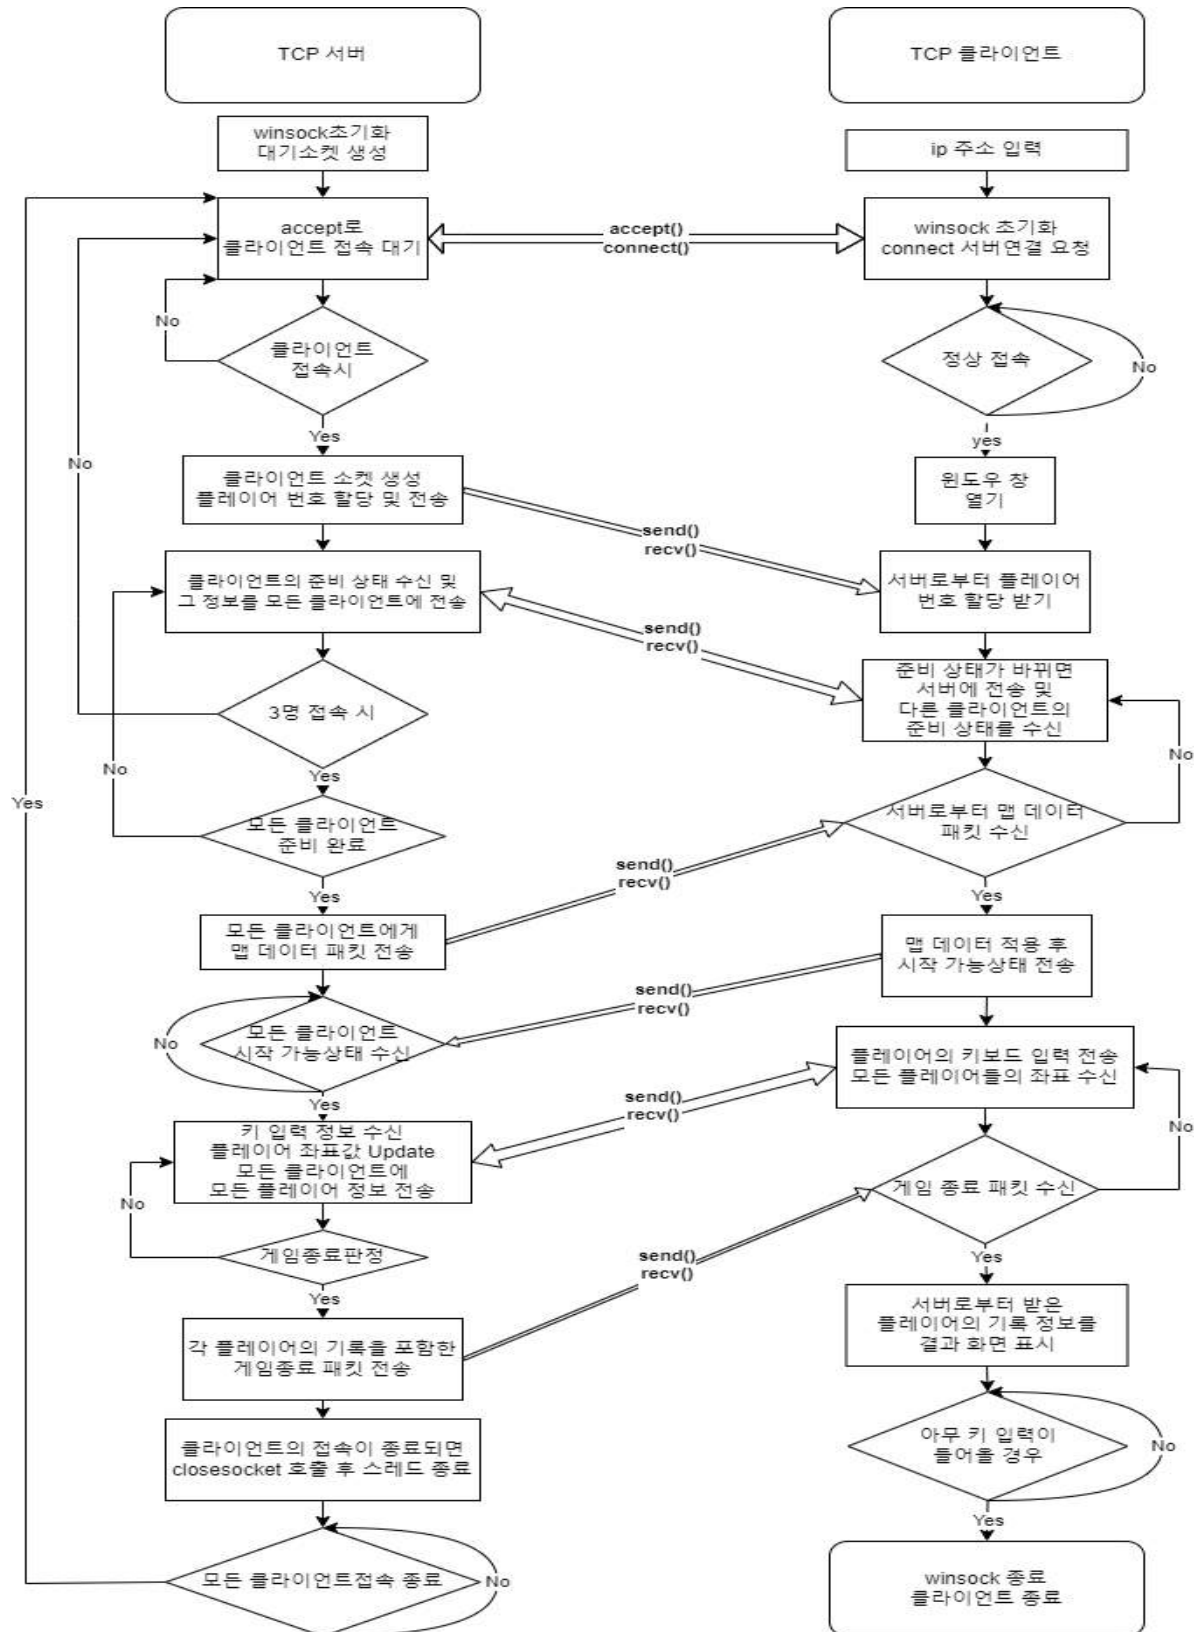 TCP 서버
winsock초기화
대기소켓 생성
accept로
클라이언트 접속 대기
No
클라이언트
접속시
Yes
No
클라이언트 소켓 생성
플레이어 번호 할당 및 전송
클라이언트의 준비 상태 수신 및
그 정보를 모든 클라이언트에 전송
3명 접속 시
No
Yes
Yes
모든 클라이언트
준비 완료
Yes
모든 클라이언트에게
맵 데이터 패킷 전송
모든 클라이언트
시작 가능상태 수신
No
Yes
키 입력 정보 수신
플레이어 좌표값 Update
모든 클라이언트에
모든 플레이어 정보 전송
No
게임종료판정
Yes
각 플레이어의 기록을 포함한
게임종료 패킷 전송
클라이언트의 접속이 종료되면
closesocket 호출 후 스레드 종료
모든 클라이언트접속 종료
No
accept()
connect()
send()
recv()
send()
recv()
send()
recv()
send()
recv()
send()
recv()
send()
recv()
TCP 클라이언트
ip 주소 입력
winsock 초기화
connect 서버연결 요청
정상 접속
No
yes
윈도우 창
열기
서버로부터 플레이어
번호 할당 받기
준비 상태가 바뀌면
서버에 전송 및
다른 클라이언트의
준비 상태를 수신
No
서버로부터 맵 데이터
패킷 수신
Yes
맵 데이터 적용 후
시작 가능상태 전송
플레이어의 키보드 입력 전송
모든 플레이어들의 좌표 수신
No
게임 종료 패킷 수신
Yes
서버로부터 받은
플레이어의 기록 정보를
결과 화면 표시
아무 키 입력이
들어올 경우
No
Yes
winsock 종료
클라이언트 종료